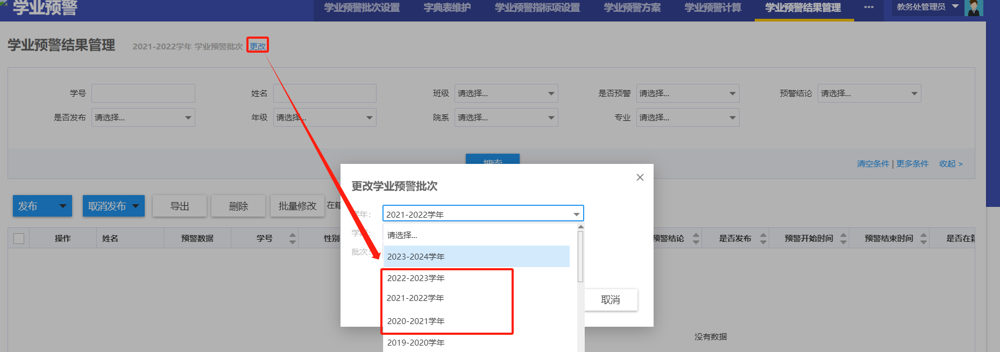 学业预警
学业预警批次设置
字典表维护
学业预警指标项设置
学业预警方案
学业预警计算
学业预警结果管理
教务处管理员
学业预警结果管理
2021-2022学年 学业预警批次
更改
学号
姓名
班级
请选择...
是否预警
请选择...
预警结论
请选择...
是否发布
请选择...
年级
请选择...
院系
请选择...
专业
请选择...
搜索
清空条件 | 更多条件
收起 >
发布
取消发布
导出
删除
批量修改
在籍
操作
姓名
预警数据
学号
性别
预警结论
是否发布
预警开始时间
预警结束时间
是否在籍
没有数据
更改学业预警批次
×
学年:
2021-2022学年
学期:
批次:
请选择...
2023-2024学年
2022-2023学年
2021-2022学年
2020-2021学年
2019-2020学年
取消